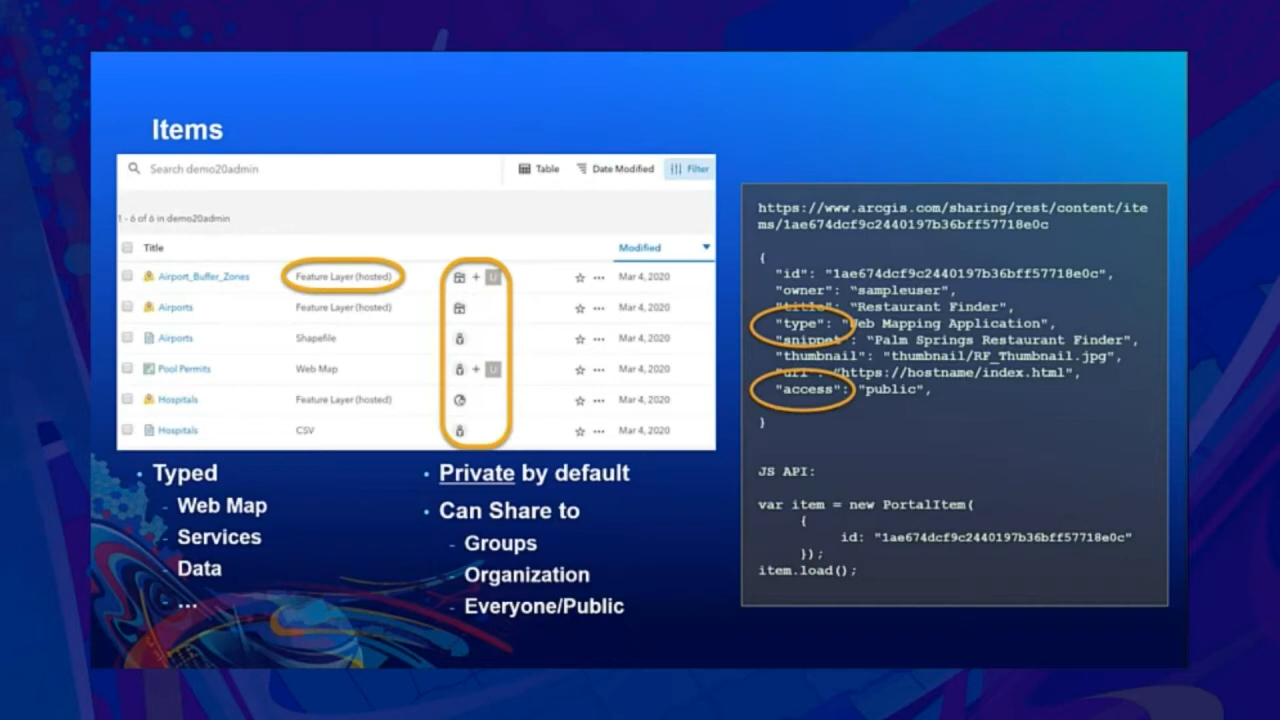 Items
Search demo20admin
Table
Date Modified
Filter
1 - 6 of 6 in demo20admin
Title
Modified
Airport_Buffer_Zones Feature Layer (hosted) + U Mar 4, 2020
Airports Feature Layer (hosted) Mar 4, 2020
Airports Shapefile Mar 4, 2020
Pool Permits Web Map + U Mar 4, 2020
Hospitals Feature Layer (hosted) Mar 4, 2020
Hospitals CSV Mar 4, 2020
• Typed
- Web Map
- Services
- Data
- ...
• Private by default
• Can Share to
- Groups
- Organization
- Everyone/Public
https://www.arcgis.com/sharing/rest/content/ite
ms/1ae674dcf9c2440197b36bff57718e0c
{
"id": "1ae674dcf9c2440197b36bff57718e0c",
"owner": "sampleuser",
"title": "Restaurant Finder",
"type": "Web Mapping Application",
"snippet": "Palm Springs Restaurant Finder",
"thumbnail": "thumbnail/RF_Thumbnail.jpg",
"url": "https://hostname/index.html",
"access": "public",
}
JS API:
var item = new PortalItem(
{
id: "1ae674dcf9c2440197b36bff57718e0c"
});
item.load();